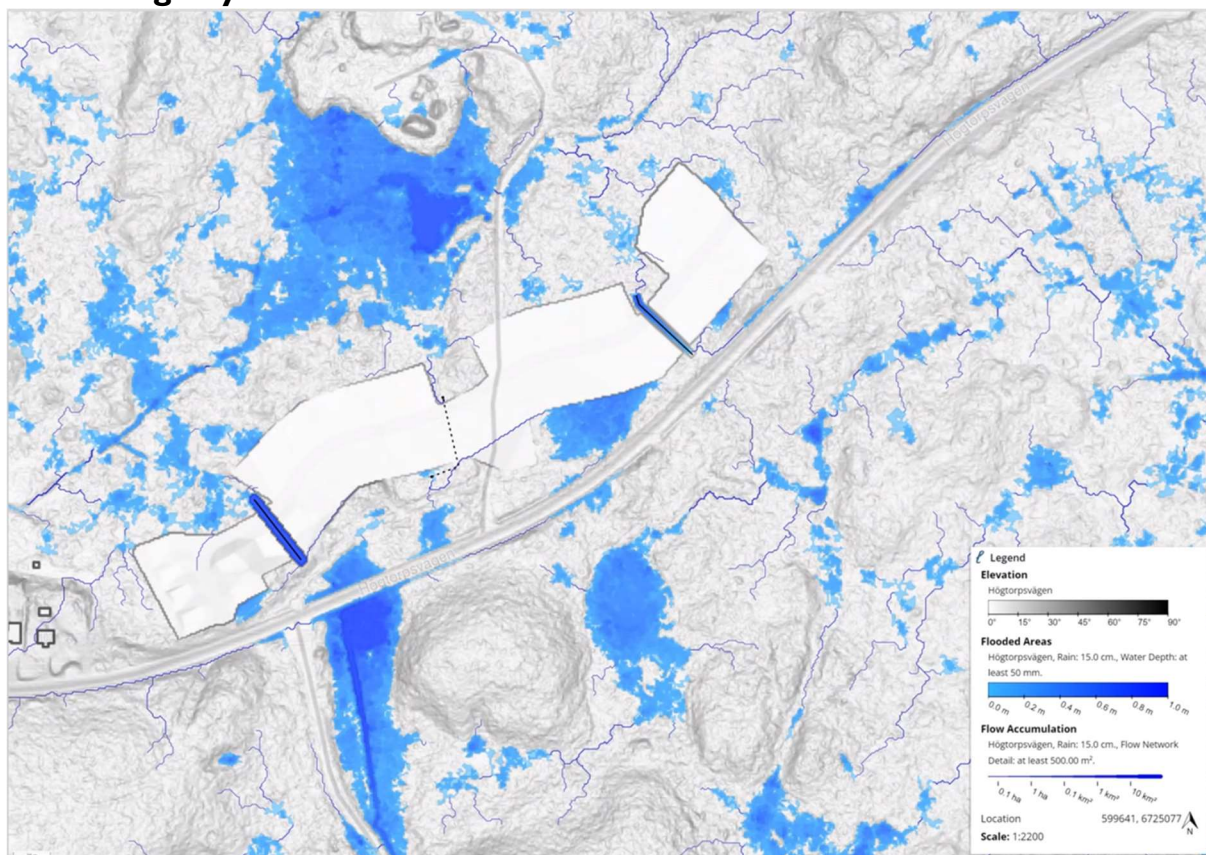 Högtorpsvägen
Högtorpsvägen
Legend
Elevation
Högtorpsvägen
0° 15° 30° 45° 60° 75° 90°
Flooded Areas
Högtorpsvägen, Rain: 15.0 cm., Water Depth: at
least 50 mm.
0.0 m 0.2 m 0.4 m 0.6 m 0.8 m 1.0 m
Flow Accumulation
Högtorpsvägen, Rain: 15.0 cm., Flow Network
Detail: at least 500.00 m².
0.1 ha 1 ha 0.1 km² 1 km² 10 km²
Location 599641, 6725077
Scale: 1:2200
N